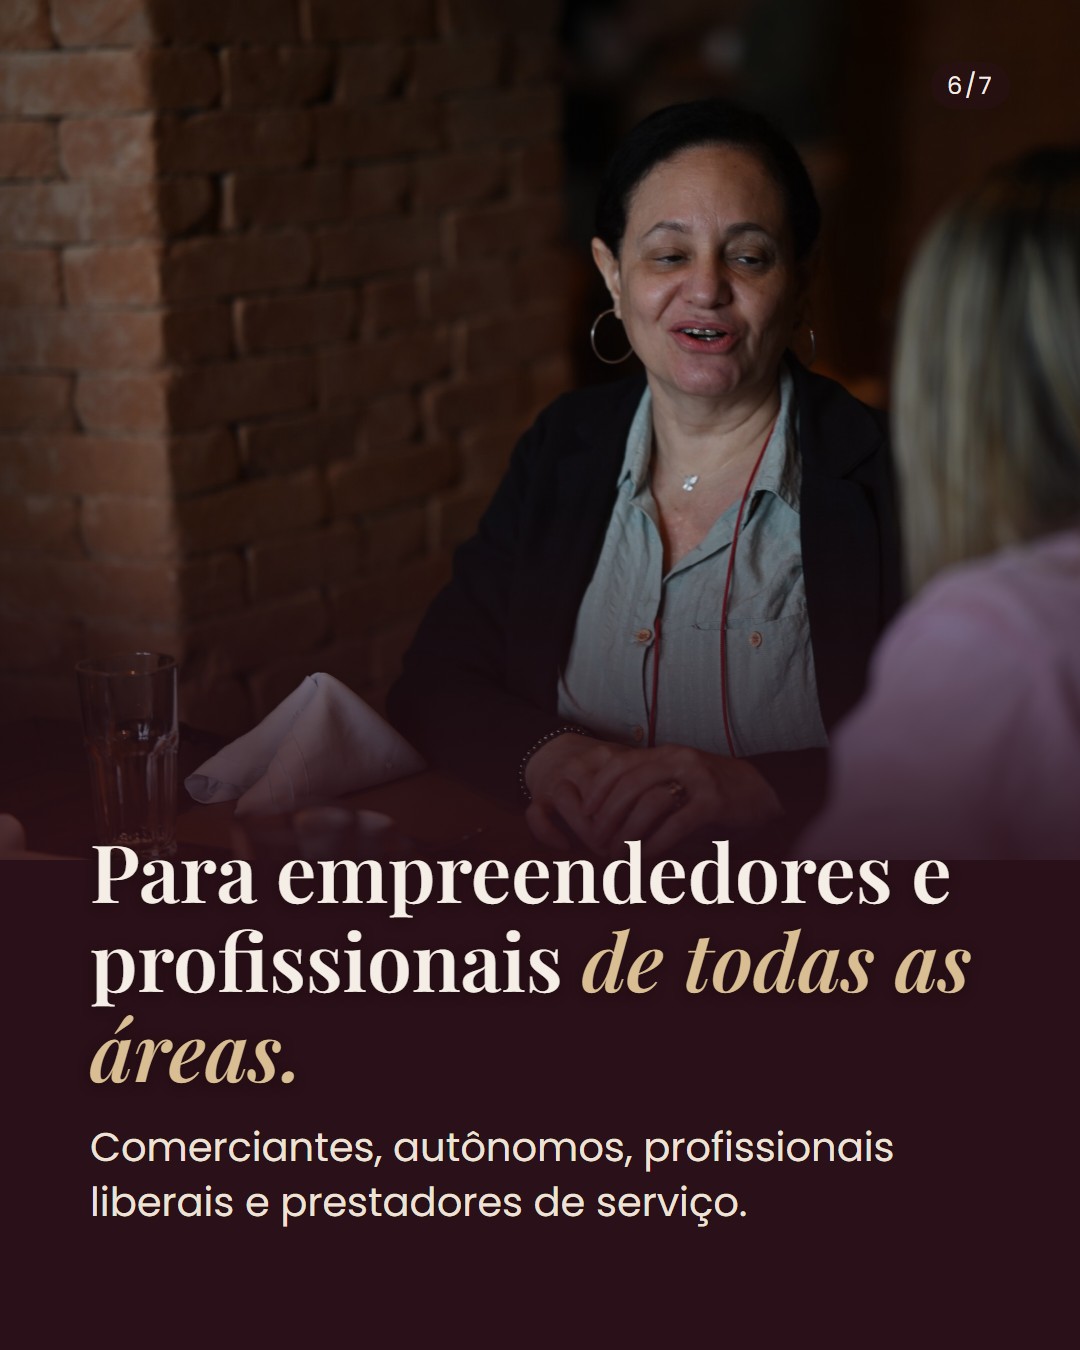 6/7
Para empreendedores e
profissionais de todas as
áreas.
Comerciantes, autônomos, profissionais
liberais e prestadores de serviço.